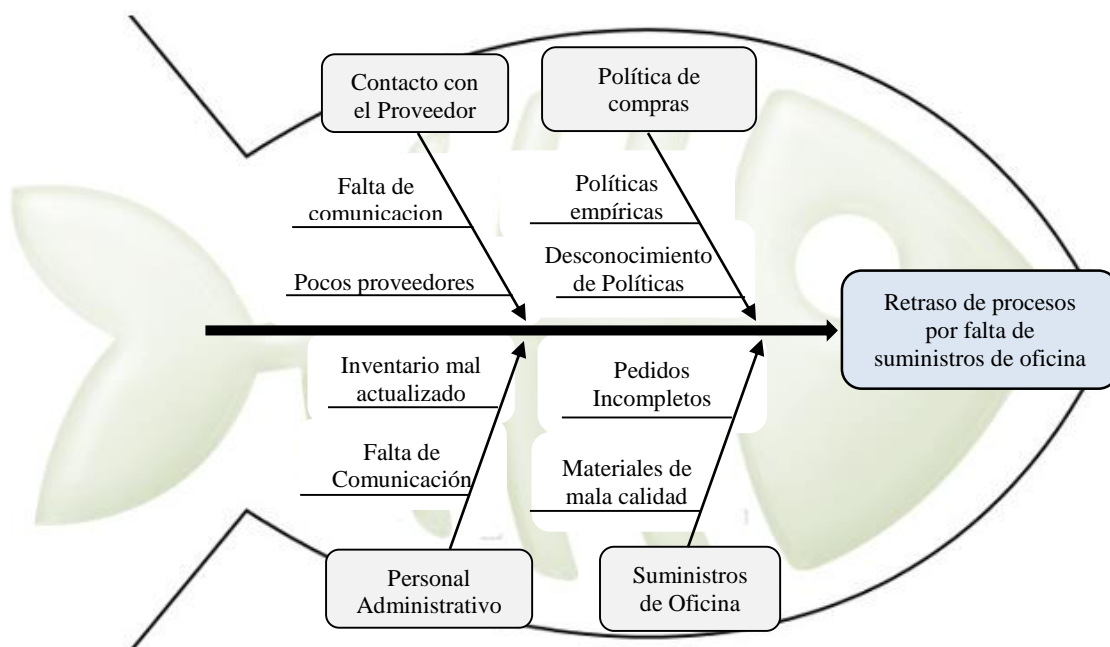 Contacto con
el Proveedor
Política de
compras
Falta de
comunicacion
Políticas
empíricas
Pocos proveedores
Desconocimiento
de Políticas
Retraso de procesos
por falta de
suministros de oficina
Inventario mal
actualizado
Pedidos
Incompletos
Falta de
Comunicación
Materiales de
mala calidad
Personal
Administrativo
Suministros
de Oficina